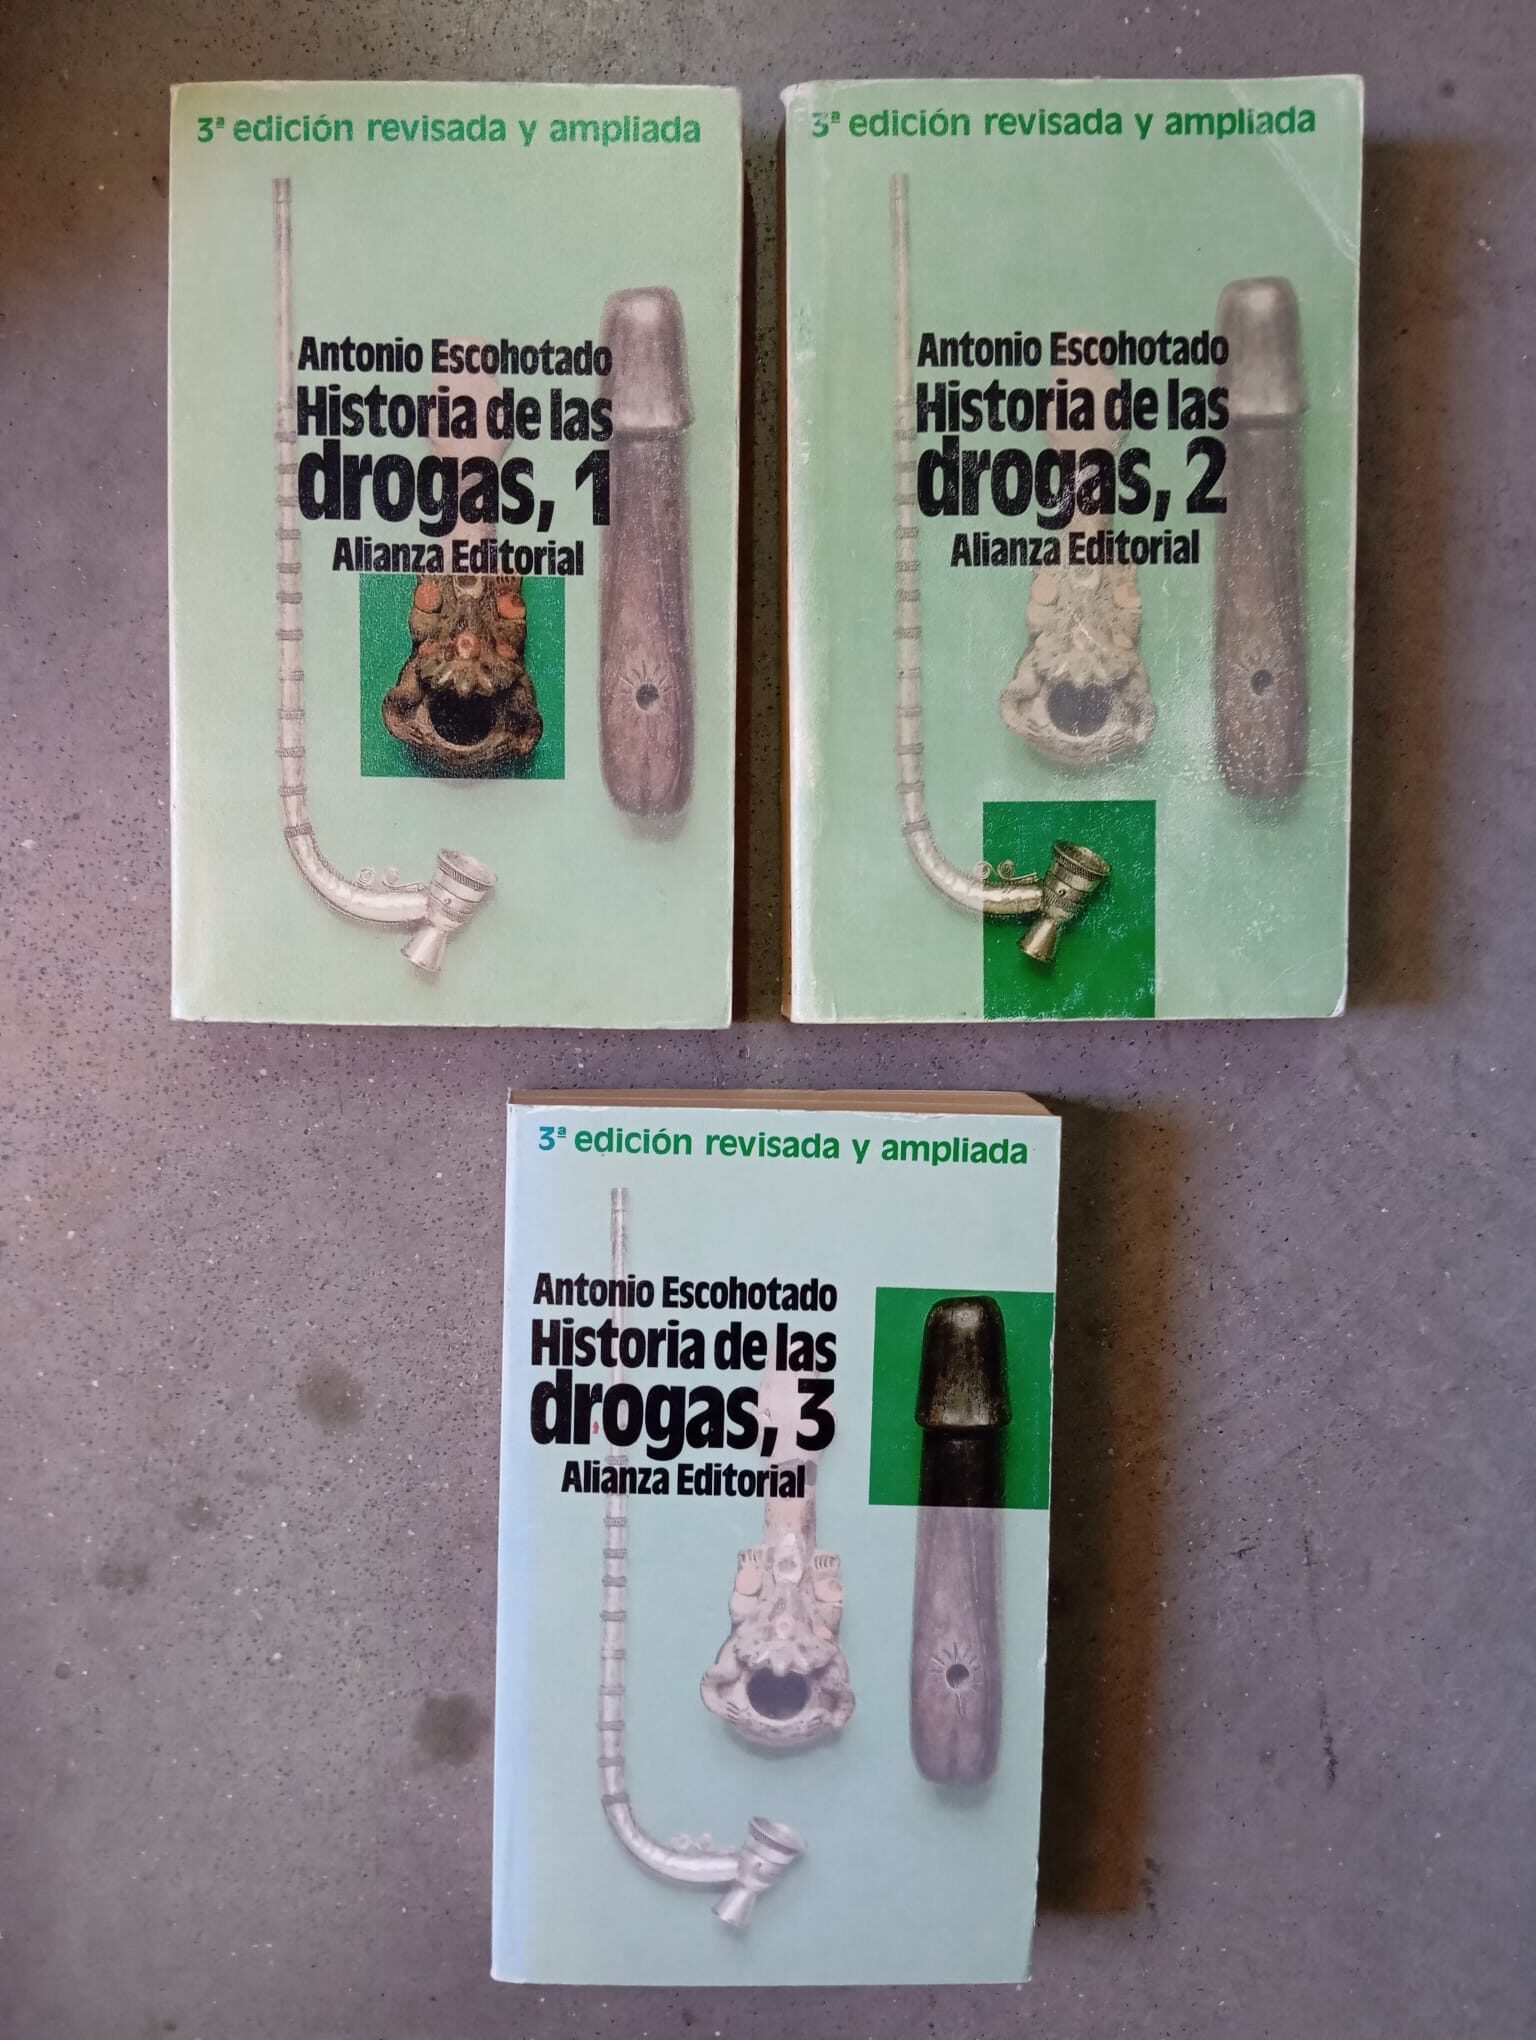 3ª edición revisada y ampliada
Antonio Escohotado
Historia de las
drogas, 1
Alianza Editorial
3ª edición revisada y ampliada
Antonio Escohotado
Historia de las
drogas, 2
Alianza Editorial
3ª edición revisada y ampliada
Antonio Escohotado
Historia de las
drogas, 3
Alianza Editorial